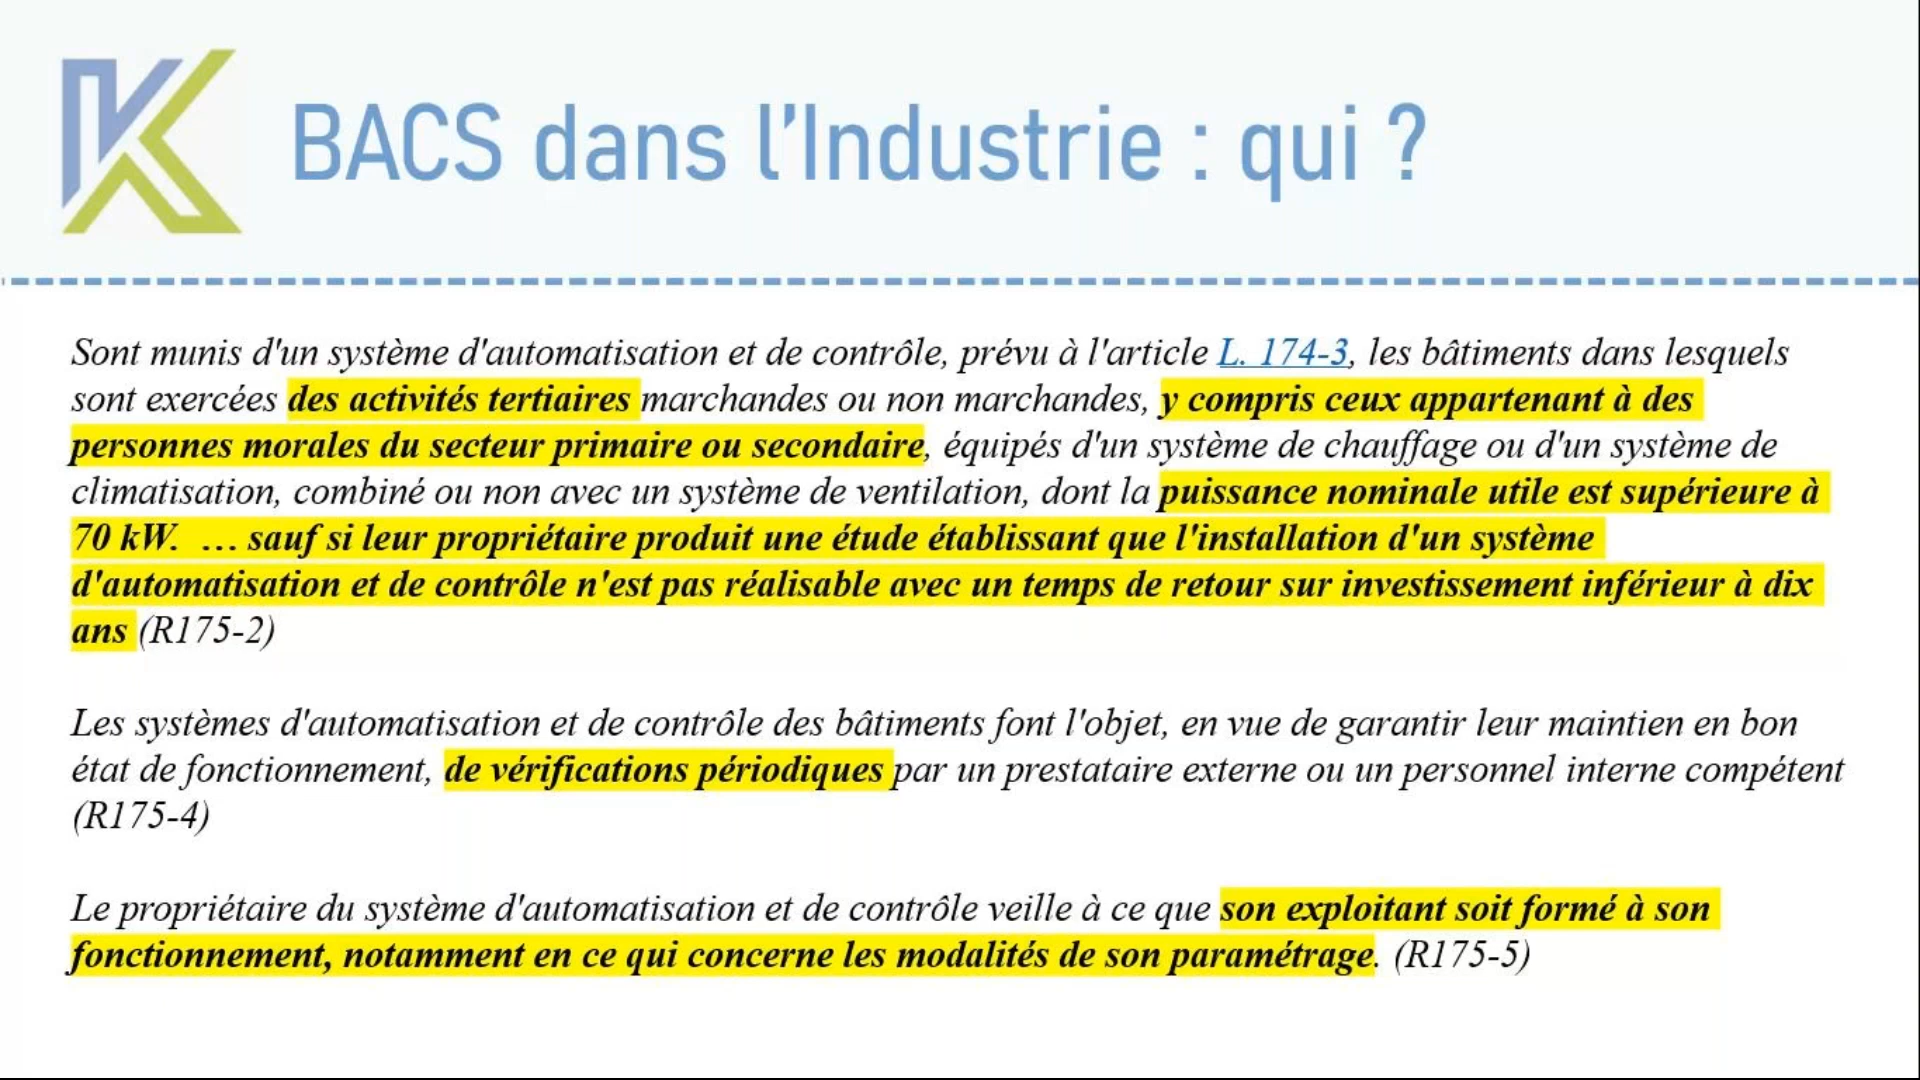 BACS dans l'Industrie : qui ?
Sont munis d'un système d'automatisation et de contrôle, prévu à l'article L. 174-3, les bâtiments dans lesquels
sont exercées des activités tertiaires marchandes ou non marchandes, y compris ceux appartenant à des
personnes morales du secteur primaire ou secondaire, équipés d'un système de chauffage ou d'un système de
climatisation, combiné ou non avec un système de ventilation, dont la puissance nominale utile est supérieure à
70 kW. … sauf si leur propriétaire produit une étude établissant que l'installation d'un système
d'automatisation et de contrôle n'est pas réalisable avec un temps de retour sur investissement inférieur à dix
ans (R175-2)
Les systèmes d'automatisation et de contrôle des bâtiments font l'objet, en vue de garantir leur maintien en bon
état de fonctionnement, de vérifications périodiques par un prestataire externe ou un personnel interne compétent
(R175-4)
Le propriétaire du système d'automatisation et de contrôle veille à ce que son exploitant soit formé à son
fonctionnement, notamment en ce qui concerne les modalités de son paramétrage. (R175-5)